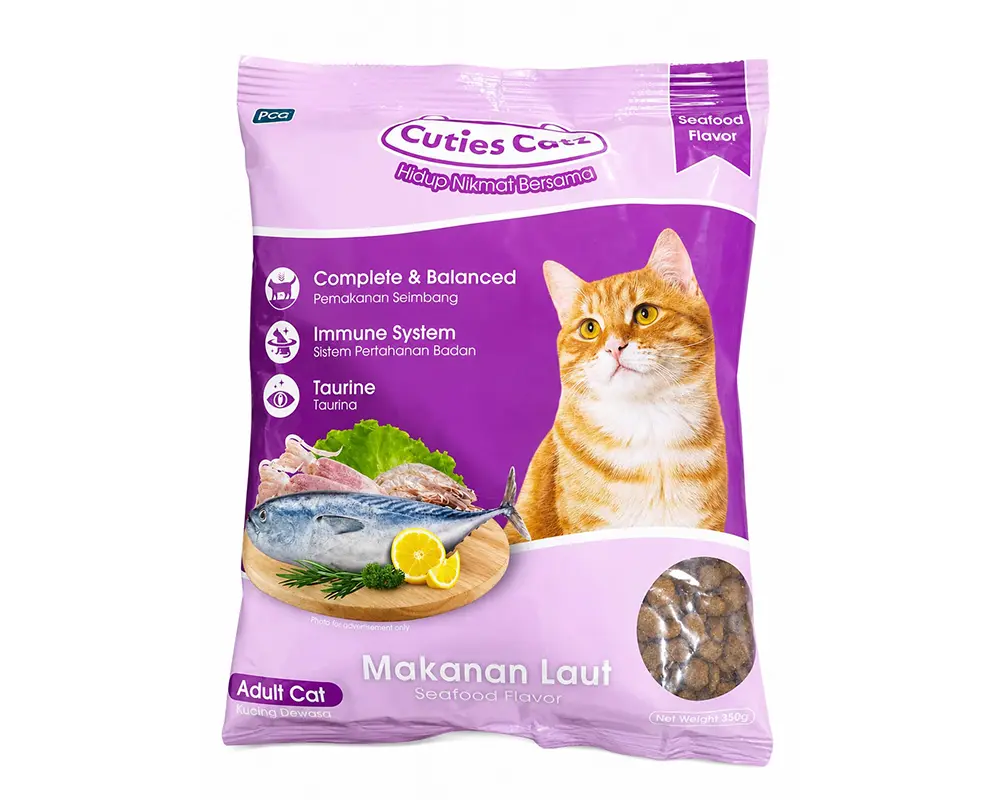 PCG
Cuties Catz
Hidup Nikmat Bersama
Seafood
Flavor
Complete & Balanced
Pemakanan Seimbang
Immune System
Sistem Pertahanan Badan
Taurine
Taurina
Photo for advertisement only
Makanan Laut
Seafood Flavor
Adult Cat
Kucing Dewasa
Net Weight 350g